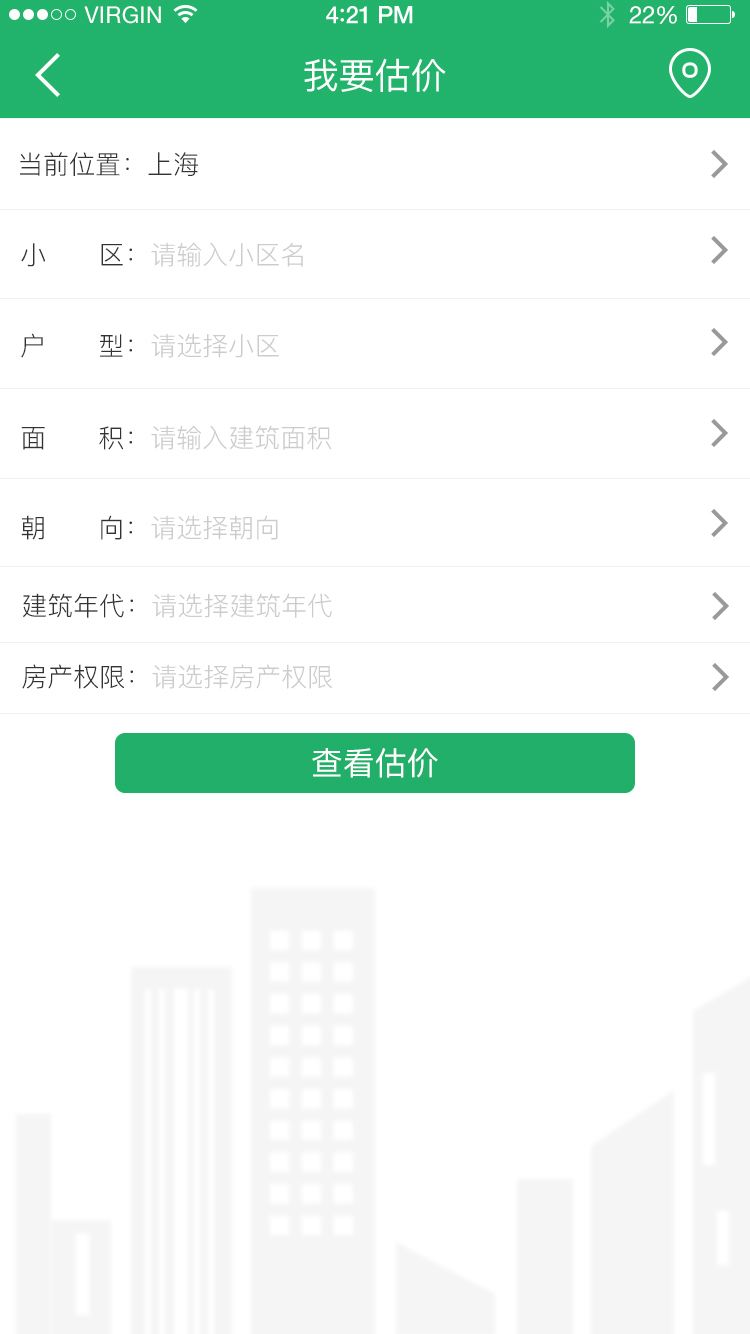 VIRGIN 4:21 PM 22%
我要估价
当前位置：上海
小 区：请输入小区名
户 型：请选择小区
面 积：请输入建筑面积
朝 向：请选择朝向
建筑年代：请选择建筑年代
房产权限：请选择房产权限
查看估价